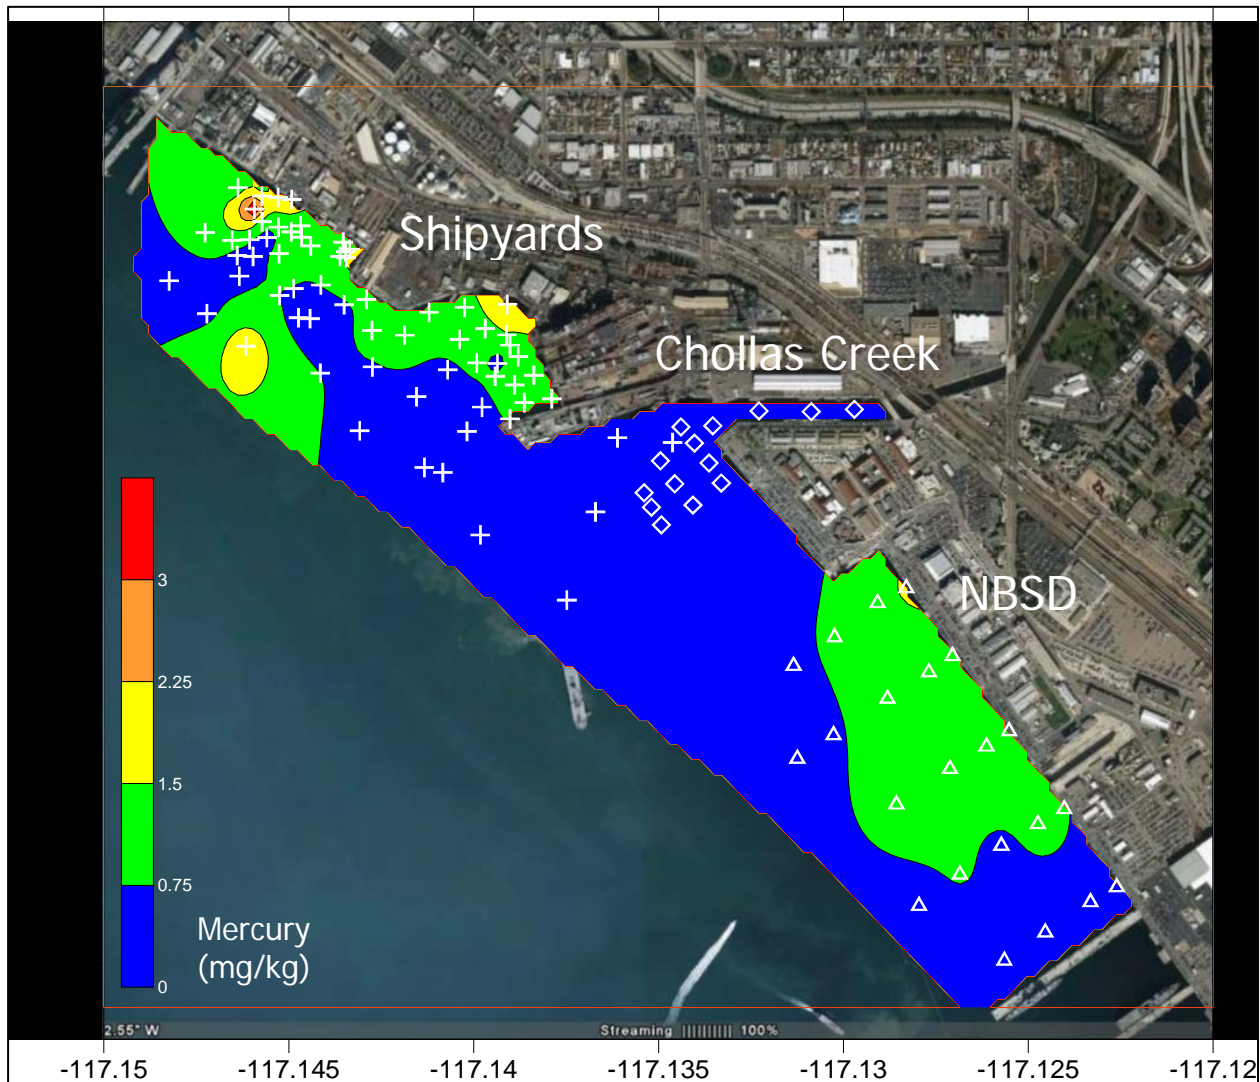 Shipyards
Chollas Creek
NBSD
3
2.25
1.5
0.75
0
Mercury
(mg/kg)
2.55° W
Streaming |||||||||| 100%
-117.15
-117.145
-117.14
-117.135
-117.13
-117.125
-117.12